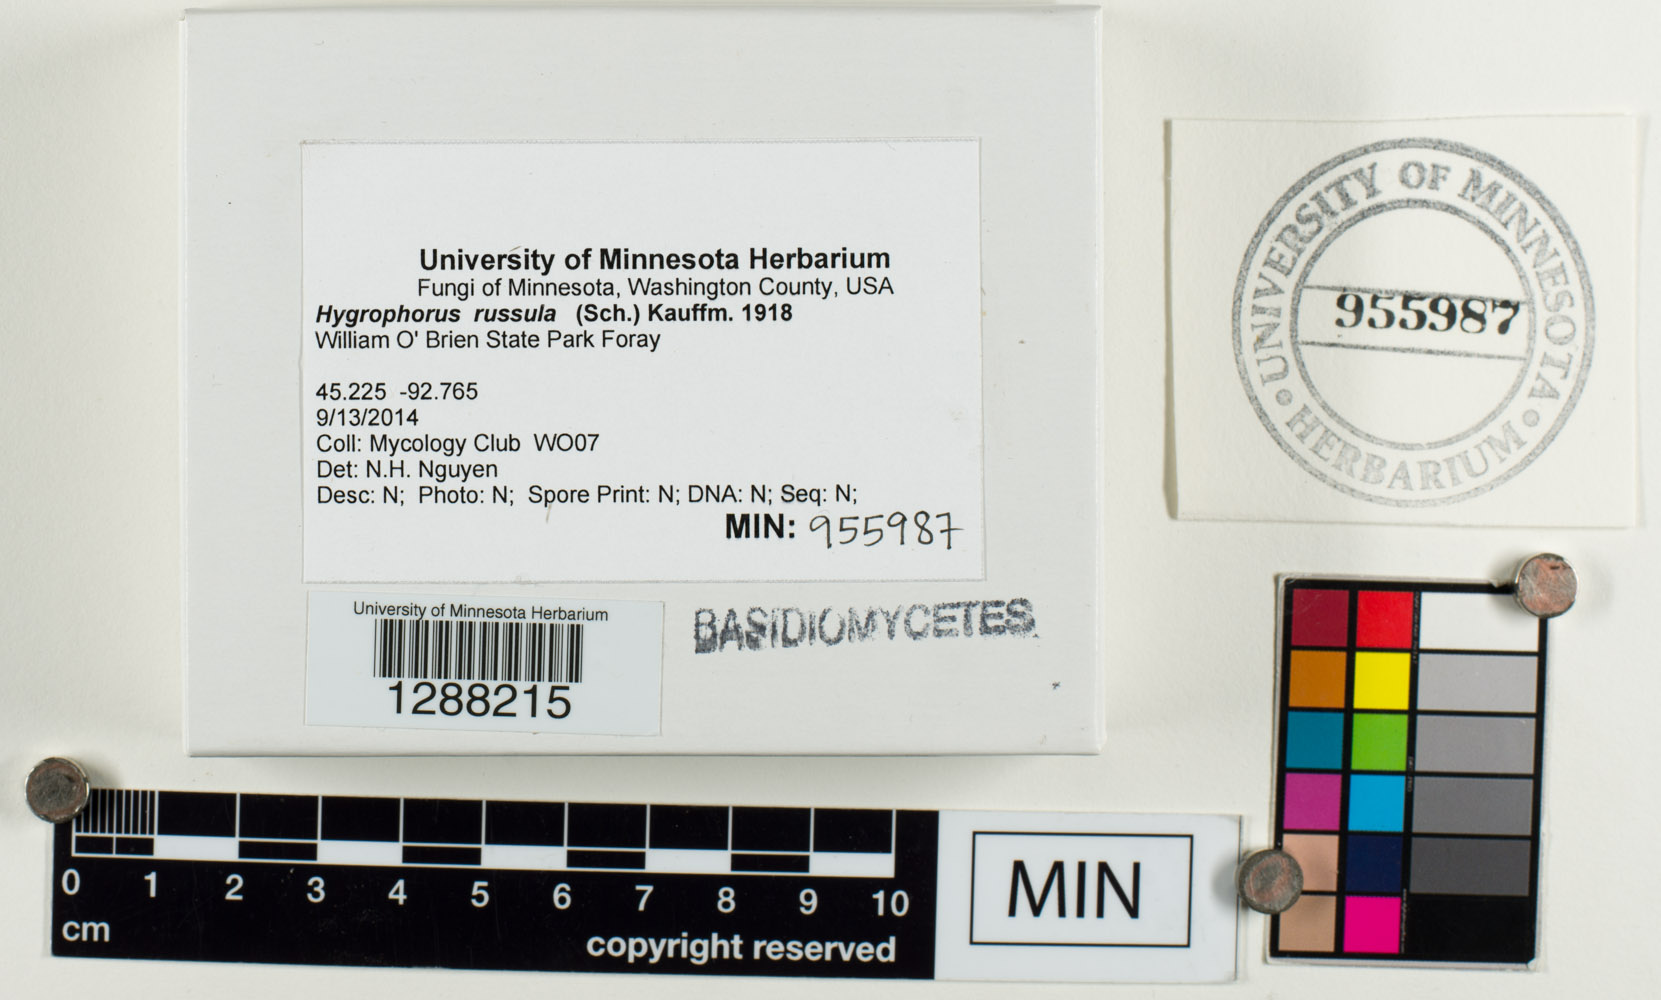 University of Minnesota Herbarium
Fungi of Minnesota, Washington County, USA
Hygrophorus russula (Sch.) Kauffm. 1918
William O' Brien State Park Foray
45.225 -92.765
9/13/2014
Coll: Mycology Club WO07
Det: N.H. Nguyen
Desc: N; Photo: N; Spore Print: N; DNA: N; Seq: N;
MIN: 955987
University of Minnesota Herbarium
1288215
BASIDIOMYCETES
UNIVERSITY OF MINNESOTA
955987
• HERBARIUM •
0 1 2 3 4 5 6 7 8 9 10
cm
copyright reserved
MIN